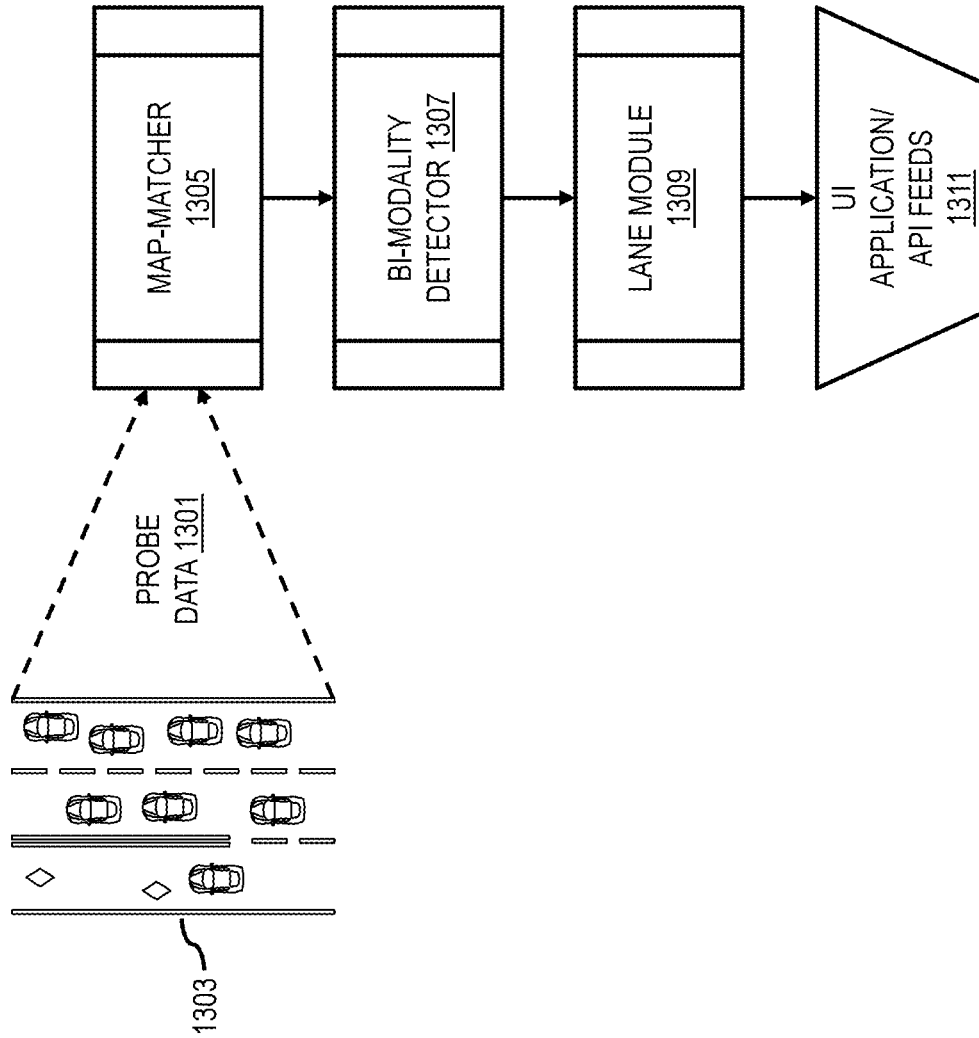 1303
PROBE
DATA 1301
MAP-MATCHER
1305
BI-MODALITY
DETECTOR 1307
LANE MODULE
1309
UI
APPLICATION/
API FEEDS
1311